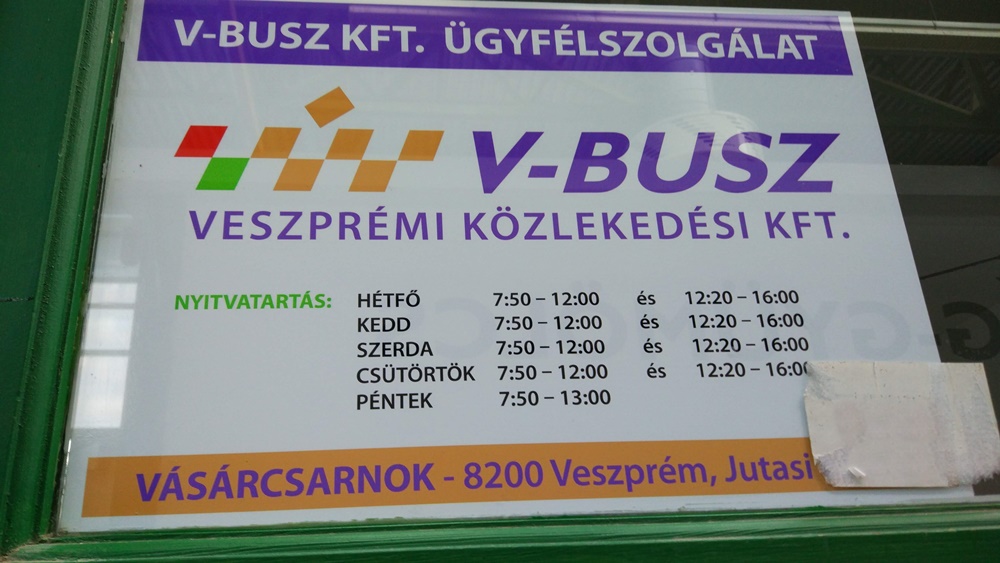 V-BUSZ KFT. ÜGYFÉLSZOLGÁLAT
V-BUSZ
VESZPRÉMI KÖZLEKEDÉSI KFT.
NYITVATARTÁS: HÉTFŐ 7:50 – 12:00 és 12:20 – 16:00
KEDD 7:50 – 12:00 és 12:20 – 16:00
SZERDA 7:50 – 12:00 és 12:20 – 16:00
CSÜTÖRTÖK 7:50 – 12:00 és 12:20 – 16:00
PÉNTEK 7:50 – 13:00
VÁSÁRCSARNOK - 8200 Veszprém, Jutasi